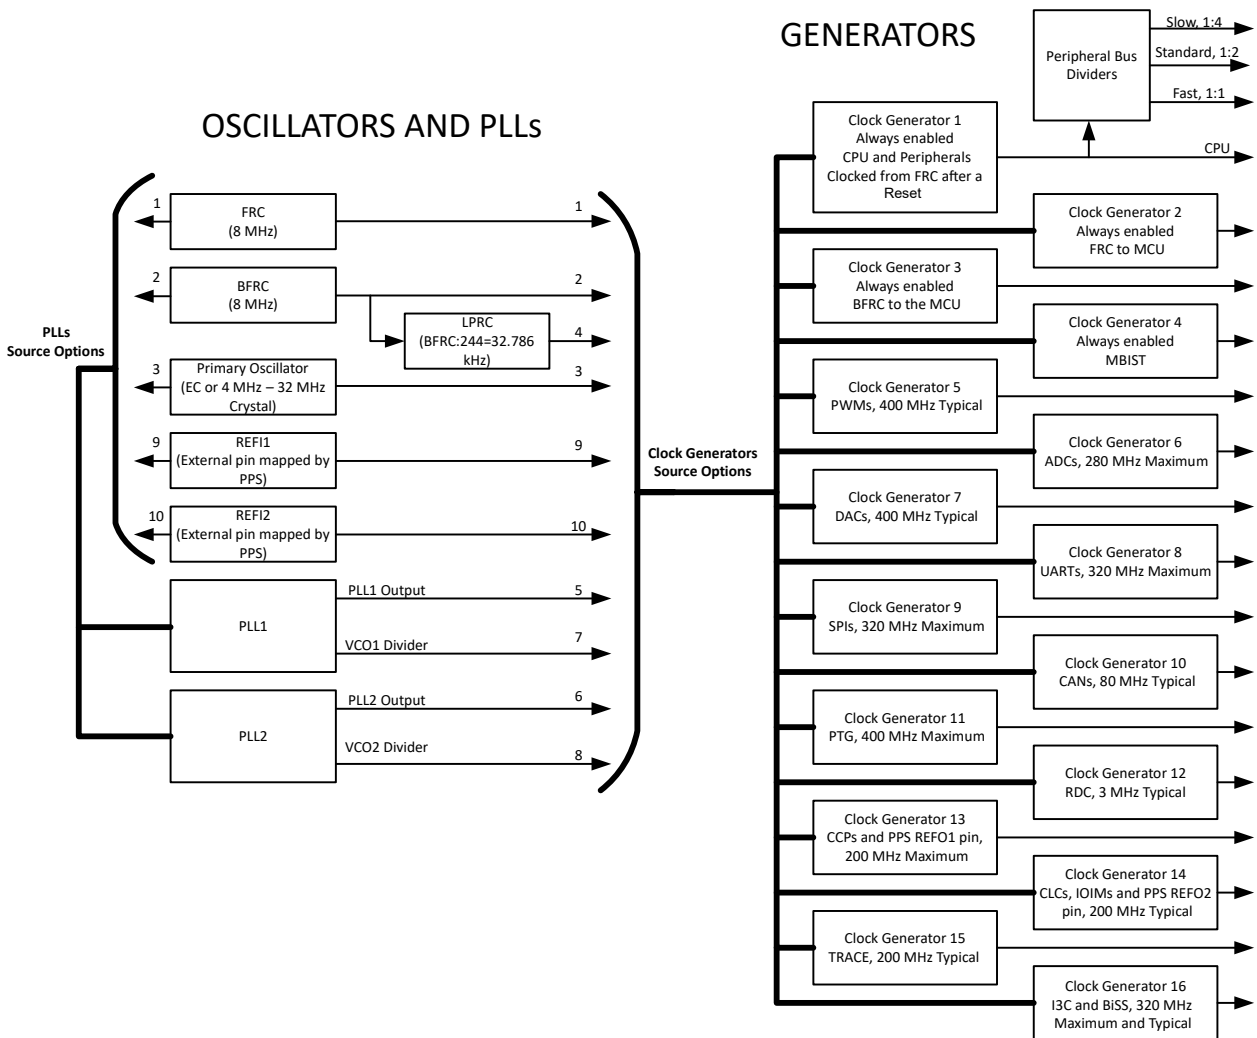 GENERATORS
OSCILLATORS AND PLLs
Peripheral Bus
Dividers
Slow, 1:4
Standard, 1:2
Fast, 1:1
CPU
PLLs
Source Options
1
FRC
(8 MHz)
1
2
BFRC
(8 MHz)
2
LPRC
(BFRC:244=32.786
kHz)
4
3
Primary Oscillator
(EC or 4 MHz – 32 MHz
Crystal)
3
9
REFI1
(External pin mapped by
PPS)
9
10
REFI2
(External pin mapped by
PPS)
10
PLL1
PLL1 Output
5
VCO1 Divider
7
PLL2
PLL2 Output
6
VCO2 Divider
8
Clock Generators
Source Options
Clock Generator 1
Always enabled
CPU and Peripherals
Clocked from FRC after a
Reset
Clock Generator 2
Always enabled
FRC to MCU
Clock Generator 3
Always enabled
BFRC to the MCU
Clock Generator 4
Always enabled
MBIST
Clock Generator 5
PWMs, 400 MHz Typical
Clock Generator 6
ADCs, 280 MHz Maximum
Clock Generator 7
DACs, 400 MHz Typical
Clock Generator 8
UARTs, 320 MHz Maximum
Clock Generator 9
SPIs, 320 MHz Maximum
Clock Generator 10
CANs, 80 MHz Typical
Clock Generator 11
PTG, 400 MHz Maximum
Clock Generator 12
RDC, 3 MHz Typical
Clock Generator 13
CCPs and PPS REFO1 pin,
200 MHz Maximum
Clock Generator 14
CLCs, IOIMs and PPS REFO2
pin, 200 MHz Typical
Clock Generator 15
TRACE, 200 MHz Typical
Clock Generator 16
I3C and BiSS, 320 MHz
Maximum and Typical